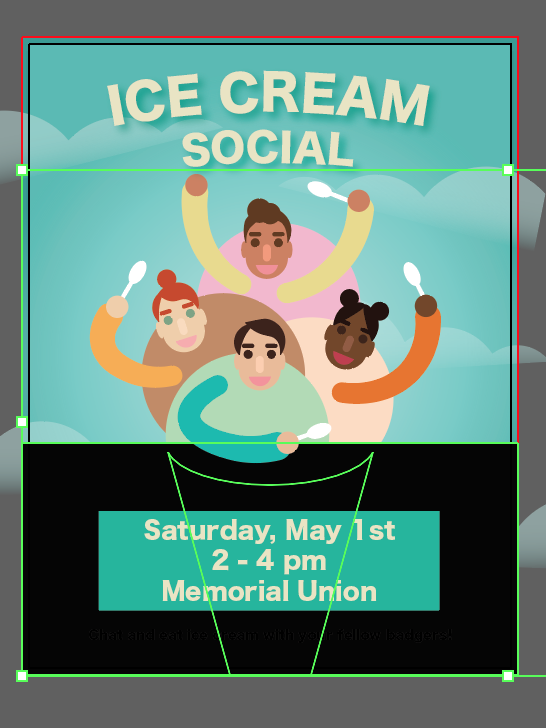 ICE CREAM
SOCIAL
Saturday, May 1st
2 - 4 pm
Memorial Union